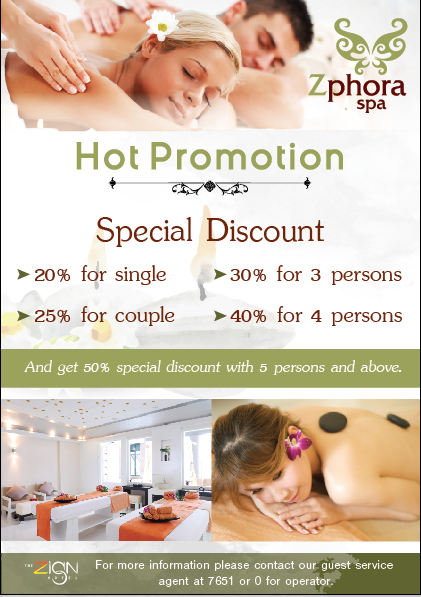 Zphora
spa
Hot Promotion
Special Discount
20% for single
30% for 3 persons
25% for couple
40% for 4 persons
And get 50% special discount with 5 persons and above.
THE ZIGN
HOTEL
For more information please contact our guest service
agent at 7651 or 0 for operator.